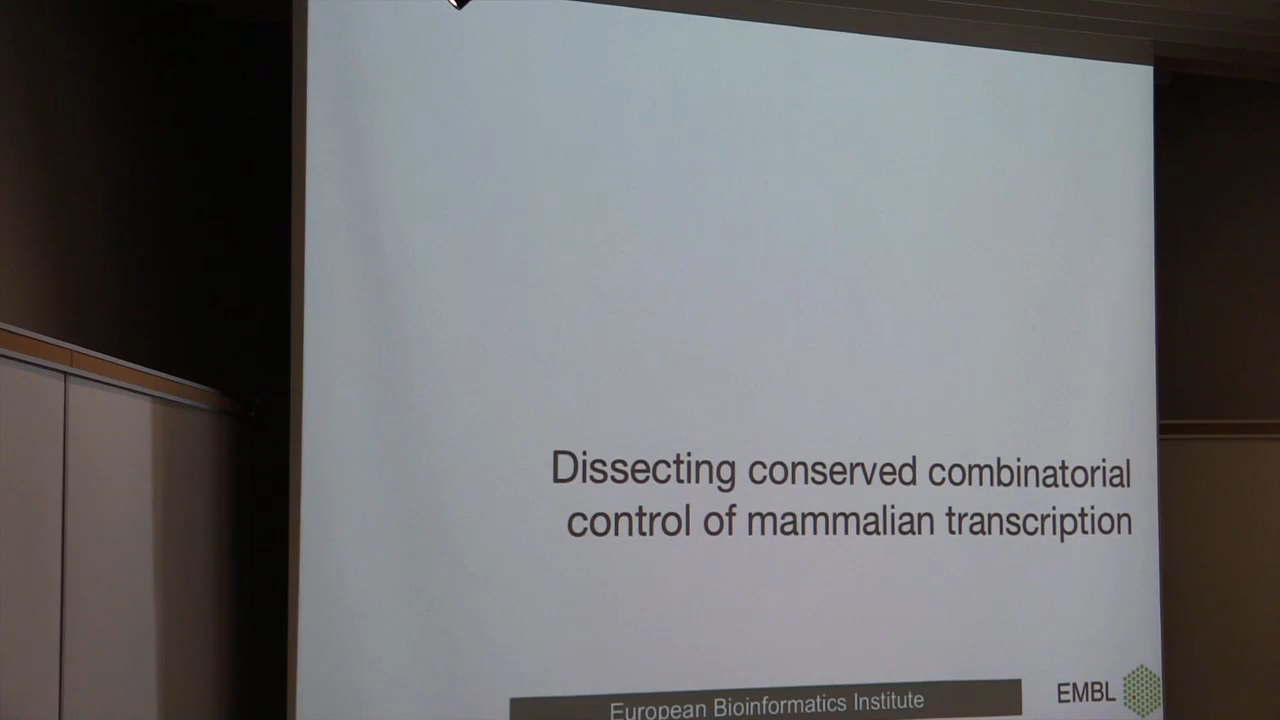 Dissecting conserved combinatorial
control of mammalian transcription
European Bioinformatics Institute
EMBL